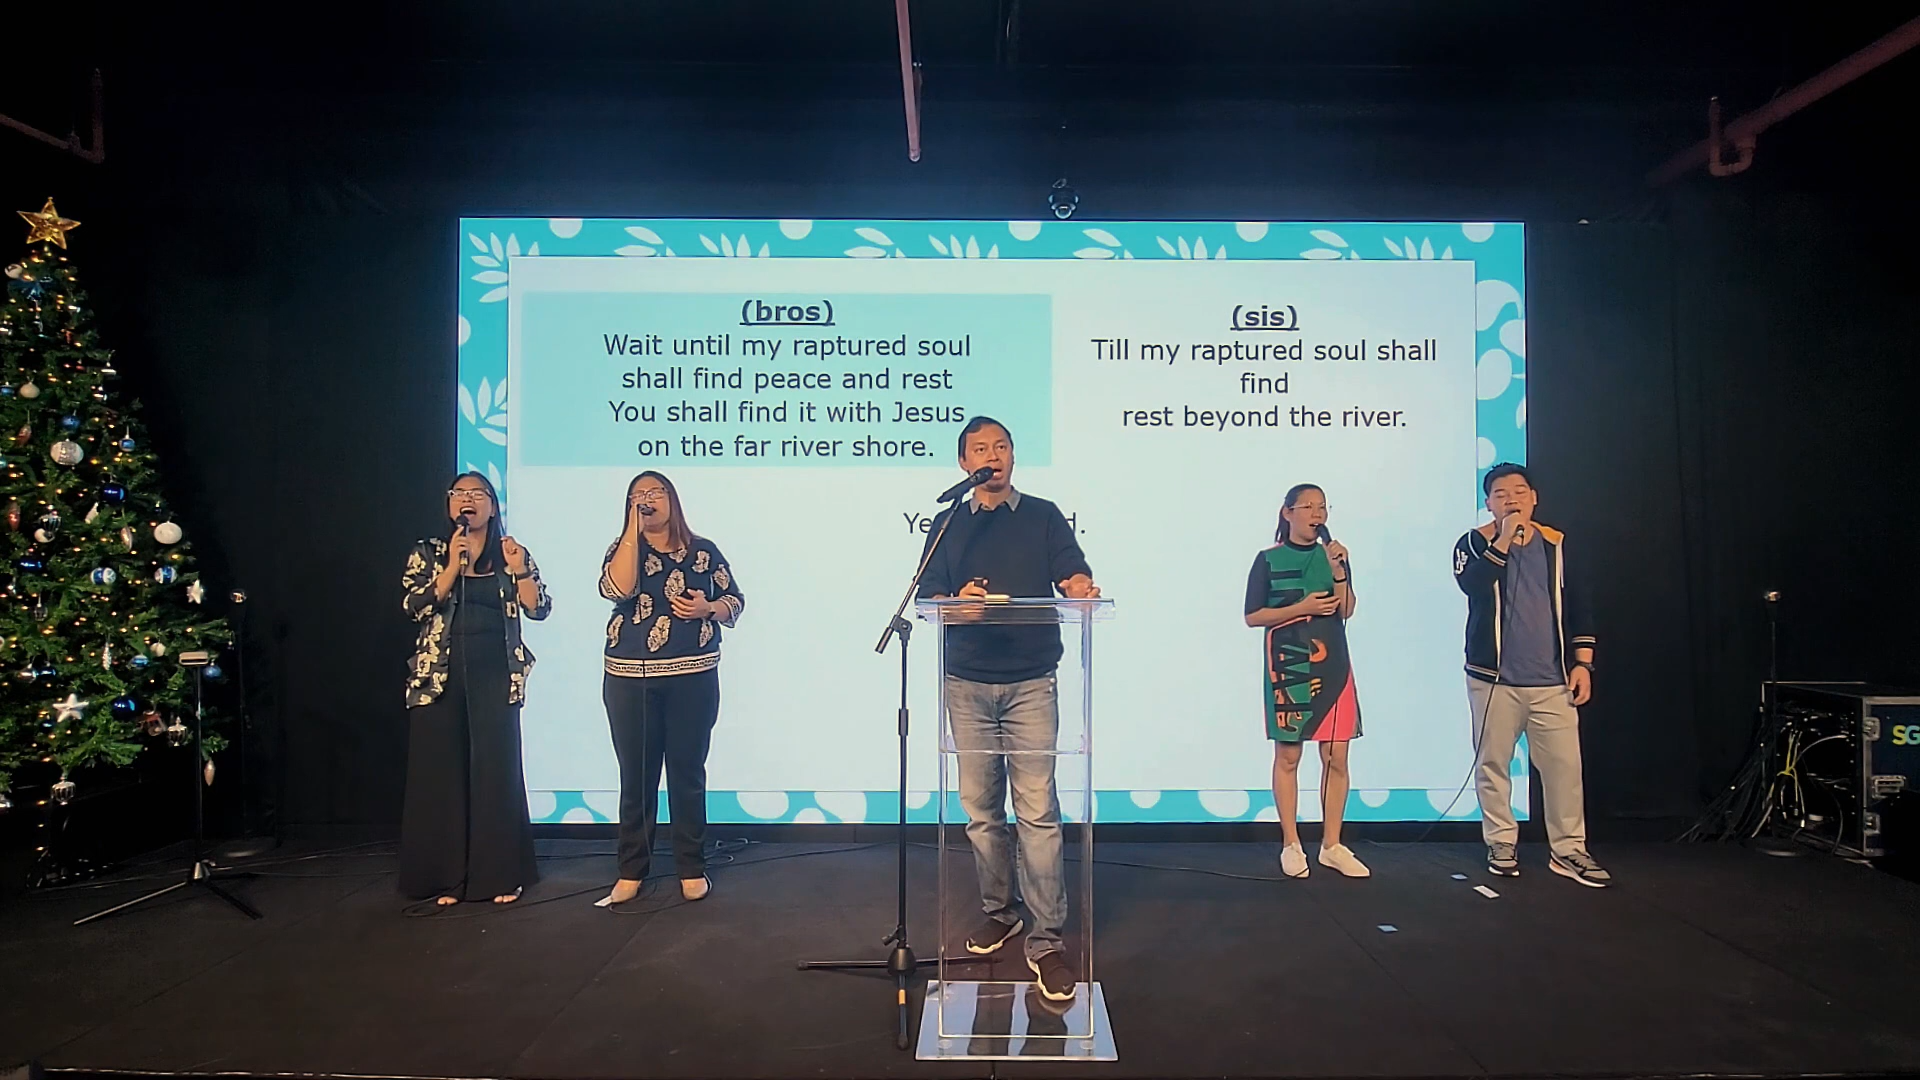 (bros)
Wait until my raptured soul
shall find peace and rest
You shall find it with Jesus
on the far river shore.
(sis)
Till my raptured soul shall
find
rest beyond the river.
SG